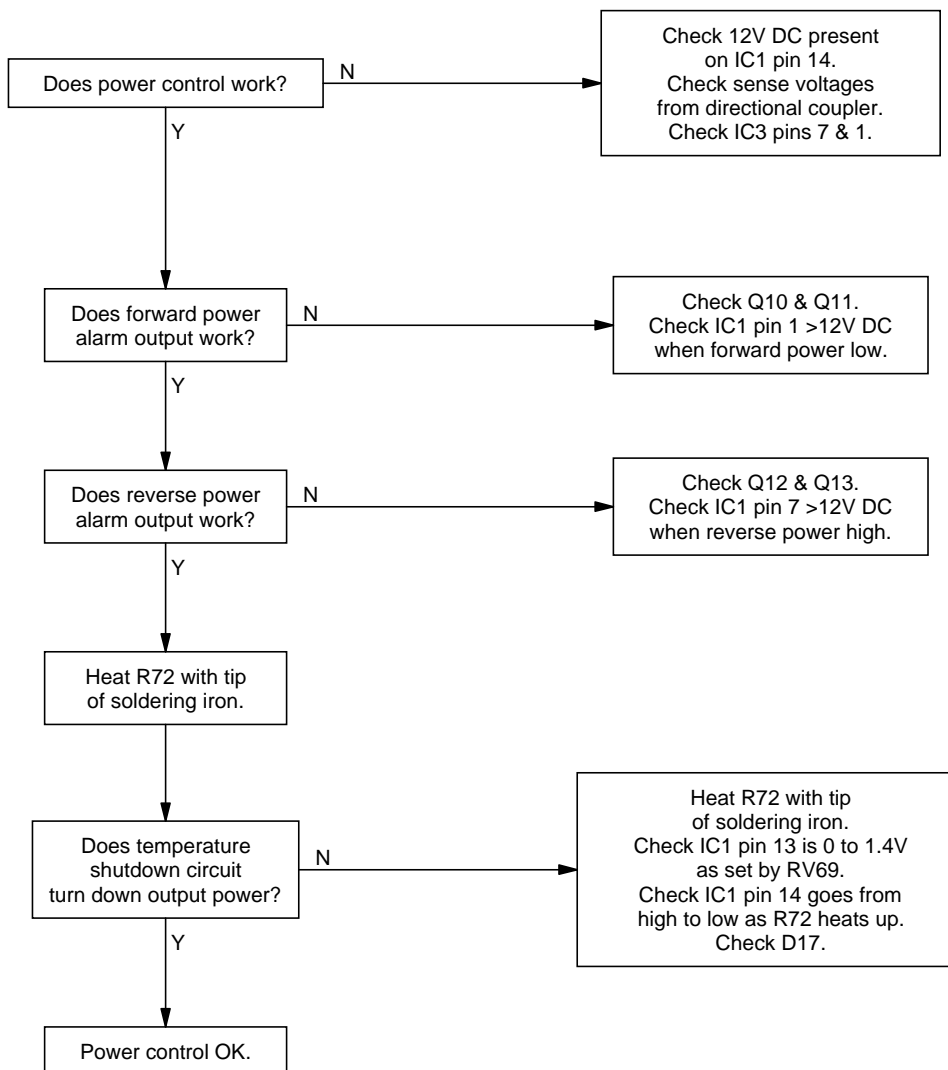 Does power control work?
N
Check 12V DC present
on IC1 pin 14.
Check sense voltages
from directional coupler.
Check IC3 pins 7 & 1.
Y
Does forward power
alarm output work?
N
Check Q10 & Q11.
Check IC1 pin 1 >12V DC
when forward power low.
Y
Does reverse power
alarm output work?
N
Check Q12 & Q13.
Check IC1 pin 7 >12V DC
when reverse power high.
Y
Heat R72 with tip
of soldering iron.
Does temperature
shutdown circuit
turn down output power?
N
Heat R72 with tip
of soldering iron.
Check IC1 pin 13 is 0 to 1.4V
as set by RV69.
Check IC1 pin 14 goes from
high to low as R72 heats up.
Check D17.
Y
Power control OK.